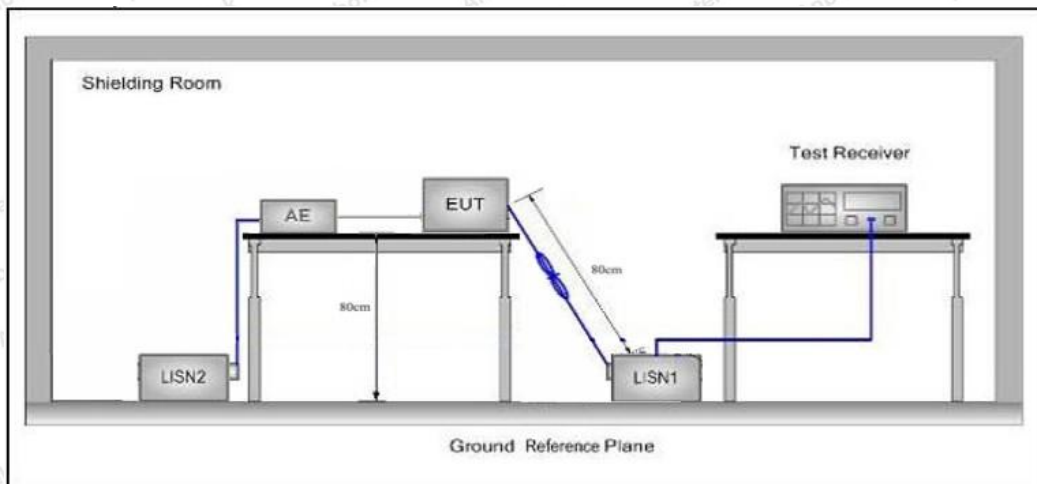 Shielding Room
Test Receiver
AE
EUT
80cm
80cm
LISN2
LISN1
Ground Reference Plane